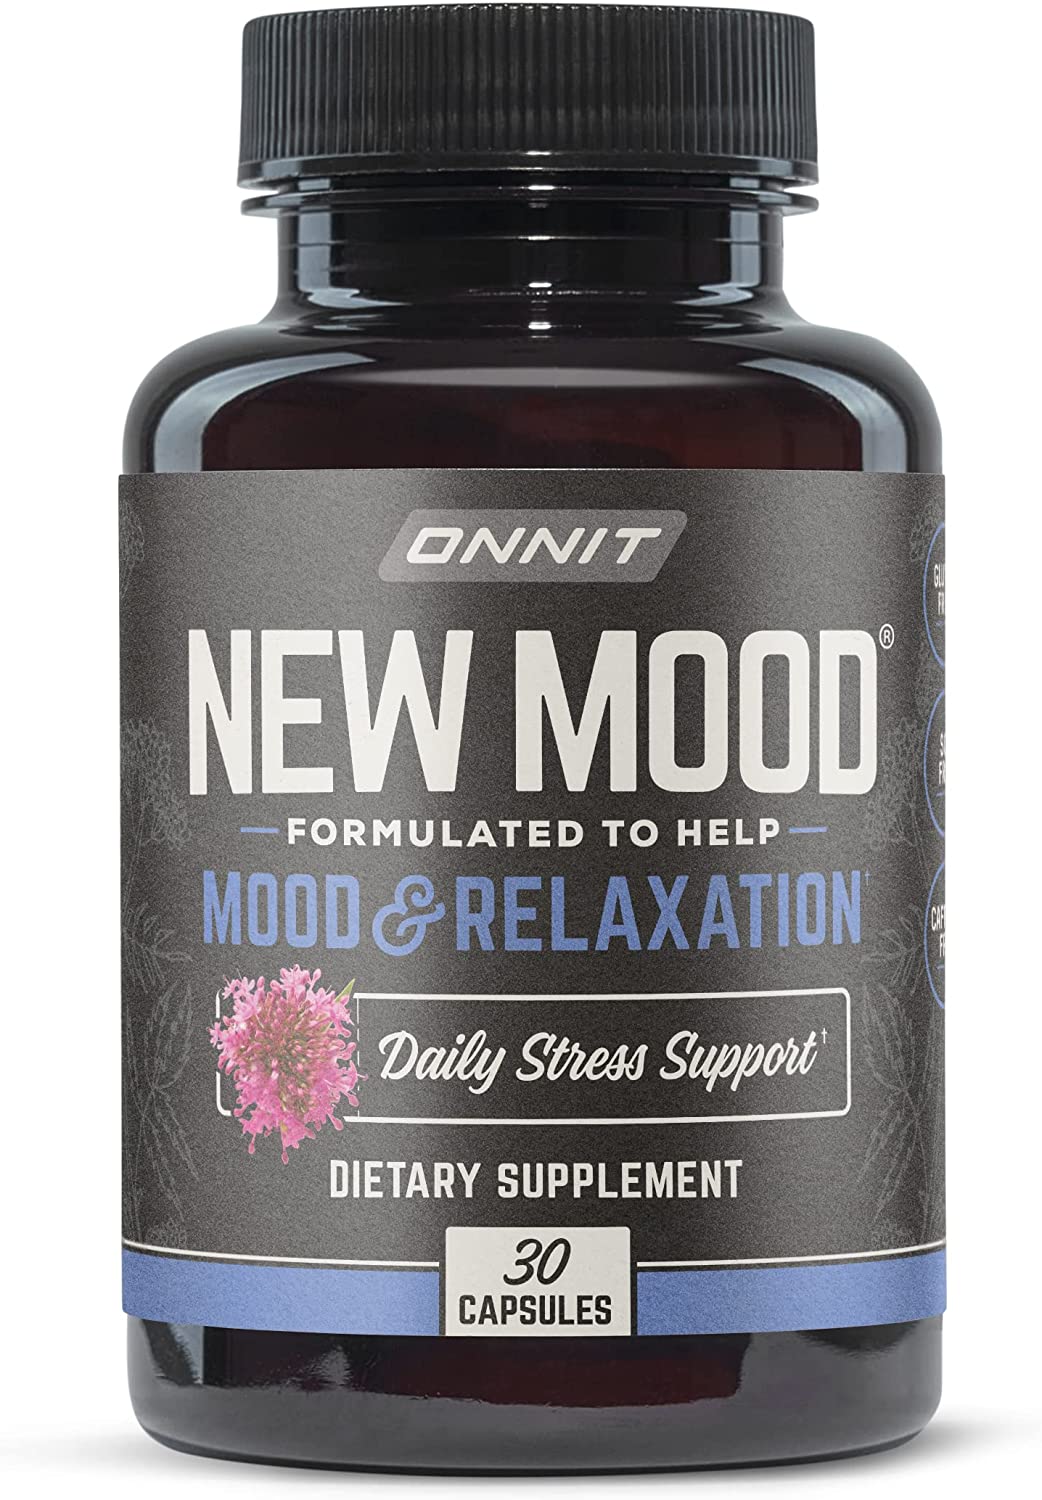 ONNIT
NEW MOOD®
FORMULATED TO HELP
MOOD & RELAXATION†
Daily Stress Support†
DIETARY SUPPLEMENT
30
CAPSULES